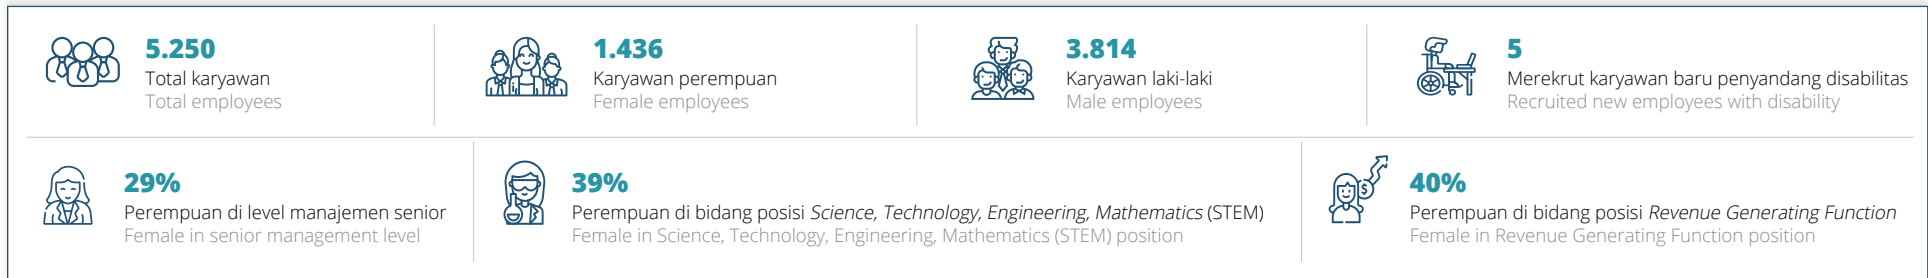 5.250
Total karyawan
Total employees
1.436
Karyawan perempuan
Female employees
3.814
Karyawan laki-laki
Male employees
5
Merekrut karyawan baru penyandang disabilitas
Recruited new employees with disability
29%
Perempuan di level manajemen senior
Female in senior management level
39%
Perempuan di bidang posisi Science, Technology, Engineering, Mathematics (STEM)
Female in Science, Technology, Engineering, Mathematics (STEM) position
40%
Perempuan di bidang posisi Revenue Generating Function
Female in Revenue Generating Function position